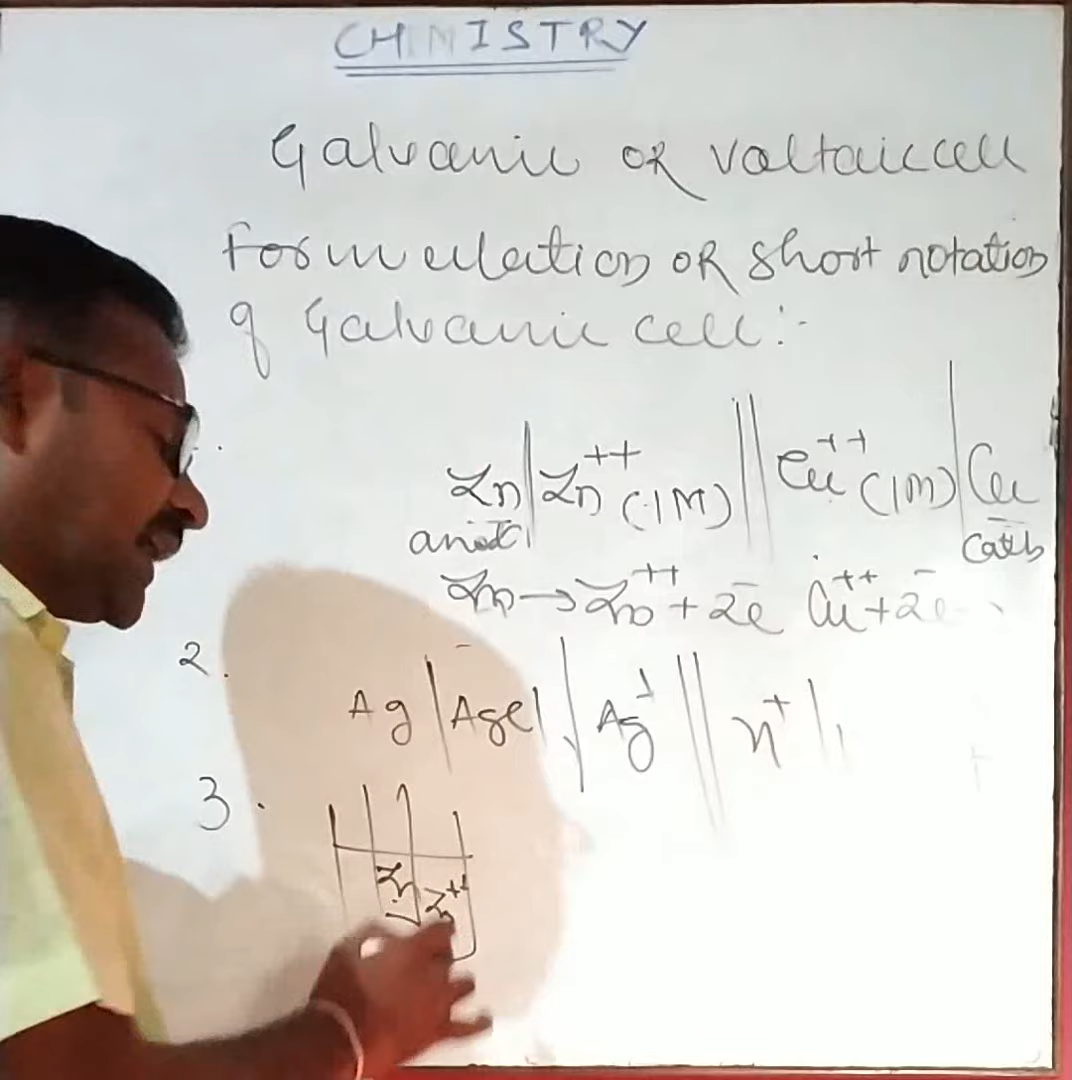 CHMISTRY
Galvanic OR Voltaic cell
Formulation OR short notation
of Galvanic cell:-
Zn | Zn⁺⁺ (1M) || Cu⁺⁺ (1M) | Cu
anode cath
Zn → Zn⁺⁺ + 2e̅ Cu⁺⁺ + 2e̅
2.
Ag | Agcl | Ag⁺ || n⁺ |
3.
Zn Zn⁺⁺